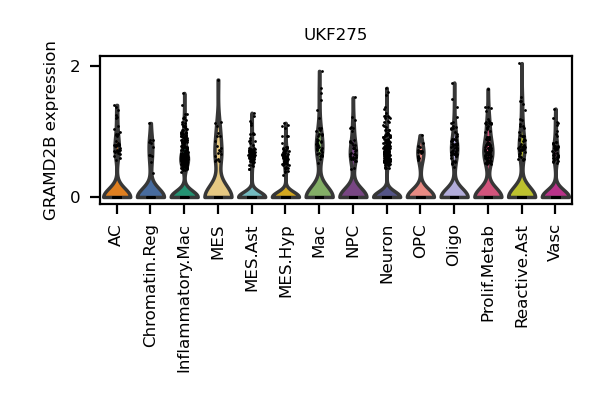 UKF275
GRAMD2B expression
2
0
AC
Chromatin.Reg
Inflammatory.Mac
MES
MES.Ast
MES.Hyp
Mac
NPC
Neuron
OPC
Oligo
Prolif.Metab
Reactive.Ast
Vasc